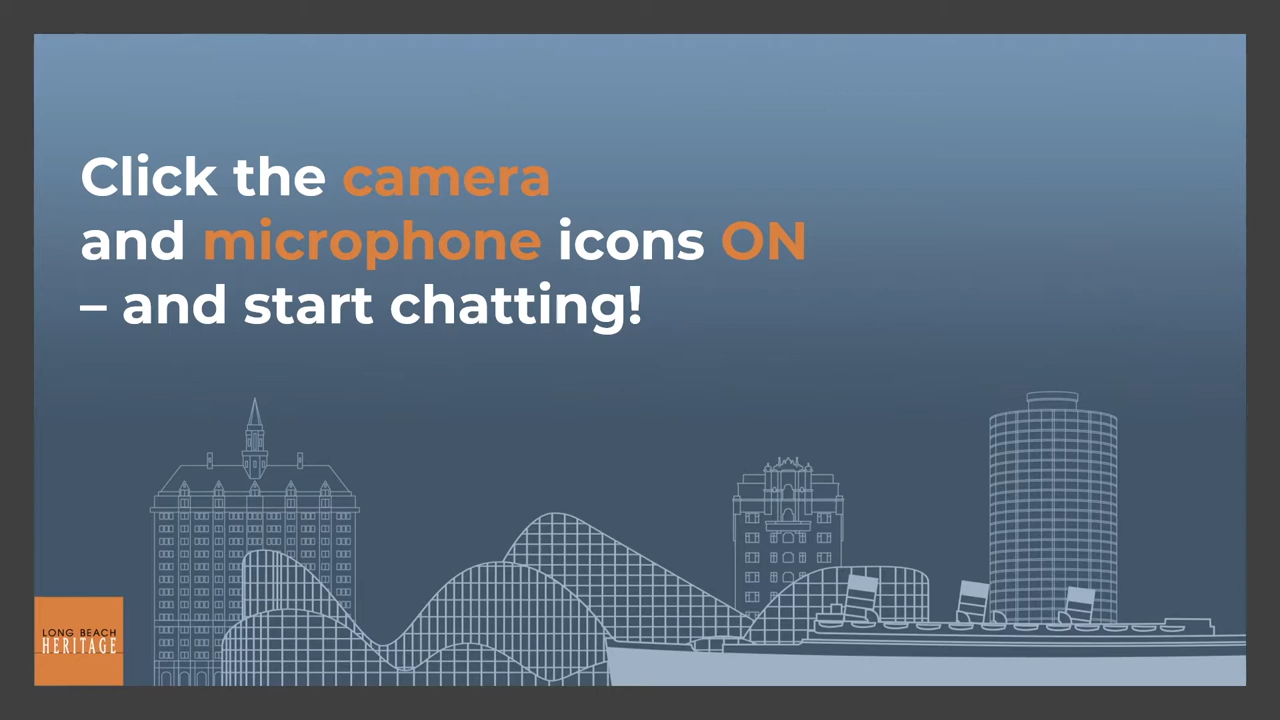 Click the camera
and microphone icons ON
– and start chatting!
LONG BEACH
HERITAGE